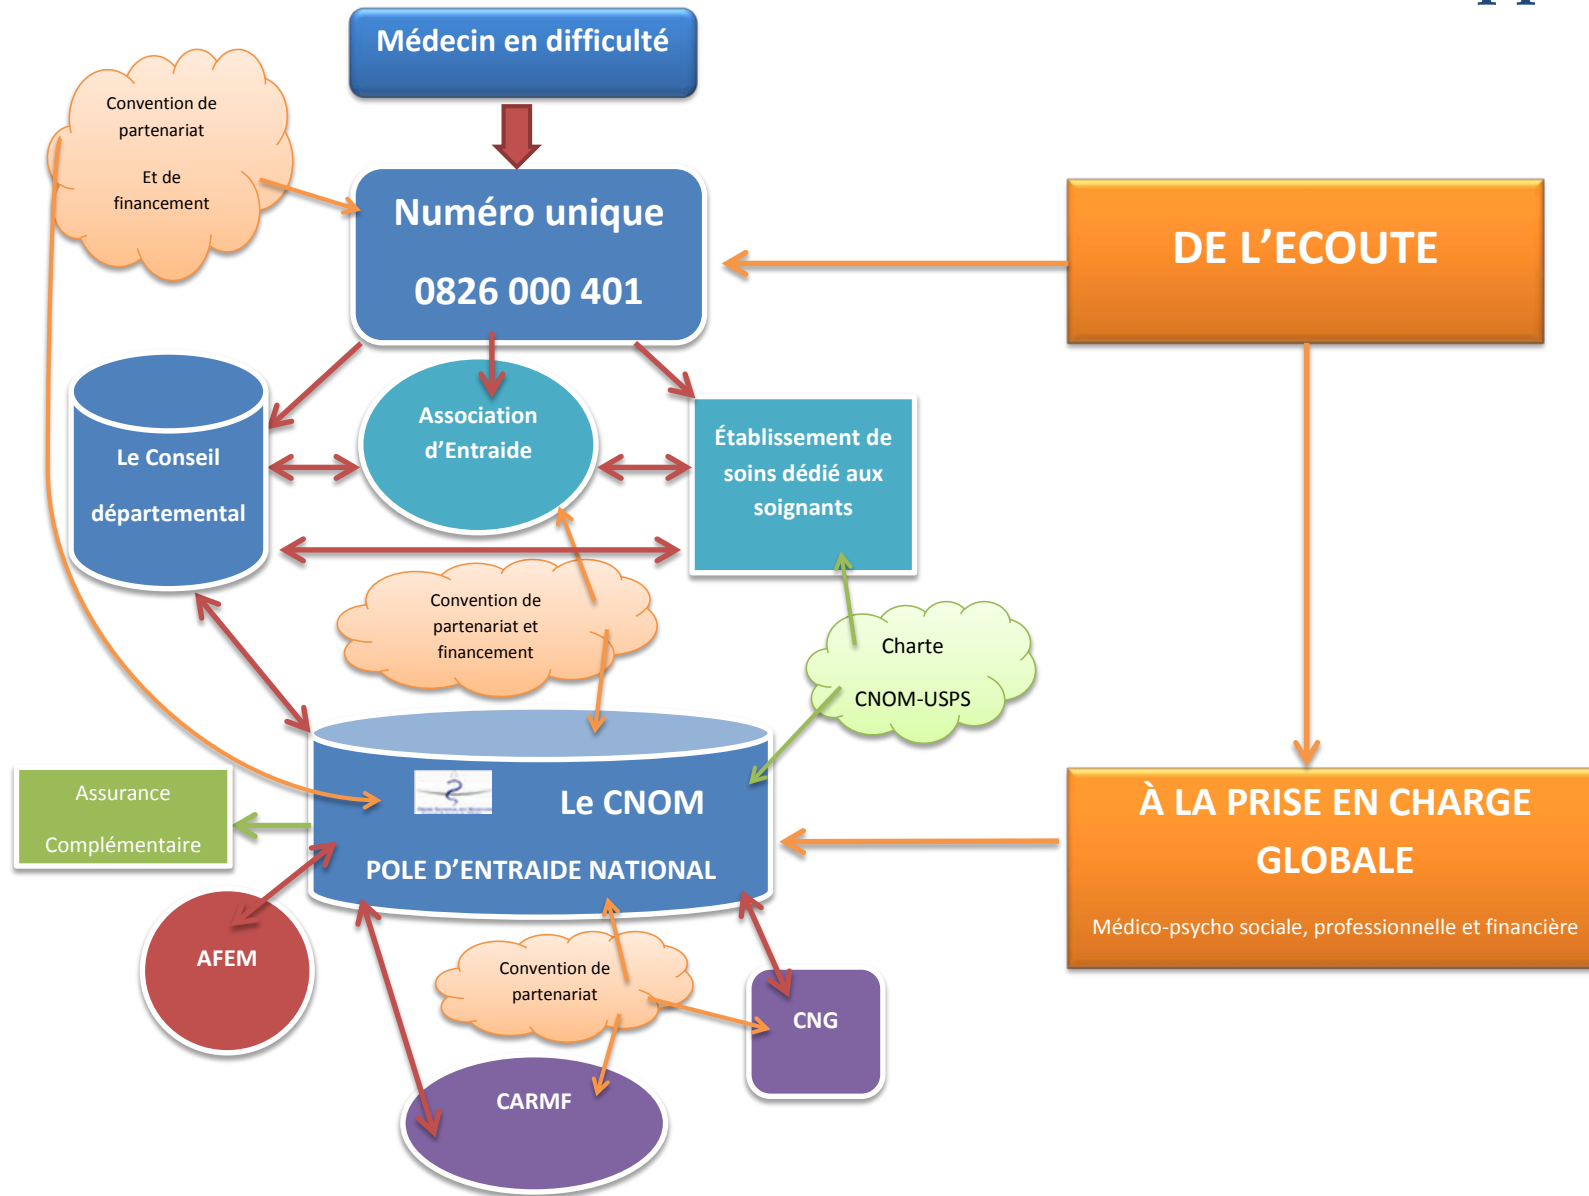 Médecin en difficulté
Convention de
partenariat
Et de
financement
Numéro unique
0826 000 401
DE L’ECOUTE
Le Conseil
départemental
Association
d’Entraide
Établissement de
soins dédié aux
soignants
Convention de
partenariat et
financement
Charte
CNOM-USPS
Assurance
Complémentaire
Le CNOM
POLE D’ENTRAIDE NATIONAL
À LA PRISE EN CHARGE
GLOBALE
Médico-psycho sociale, professionnelle et financière
AFEM
Convention de
partenariat
CNG
CARMF